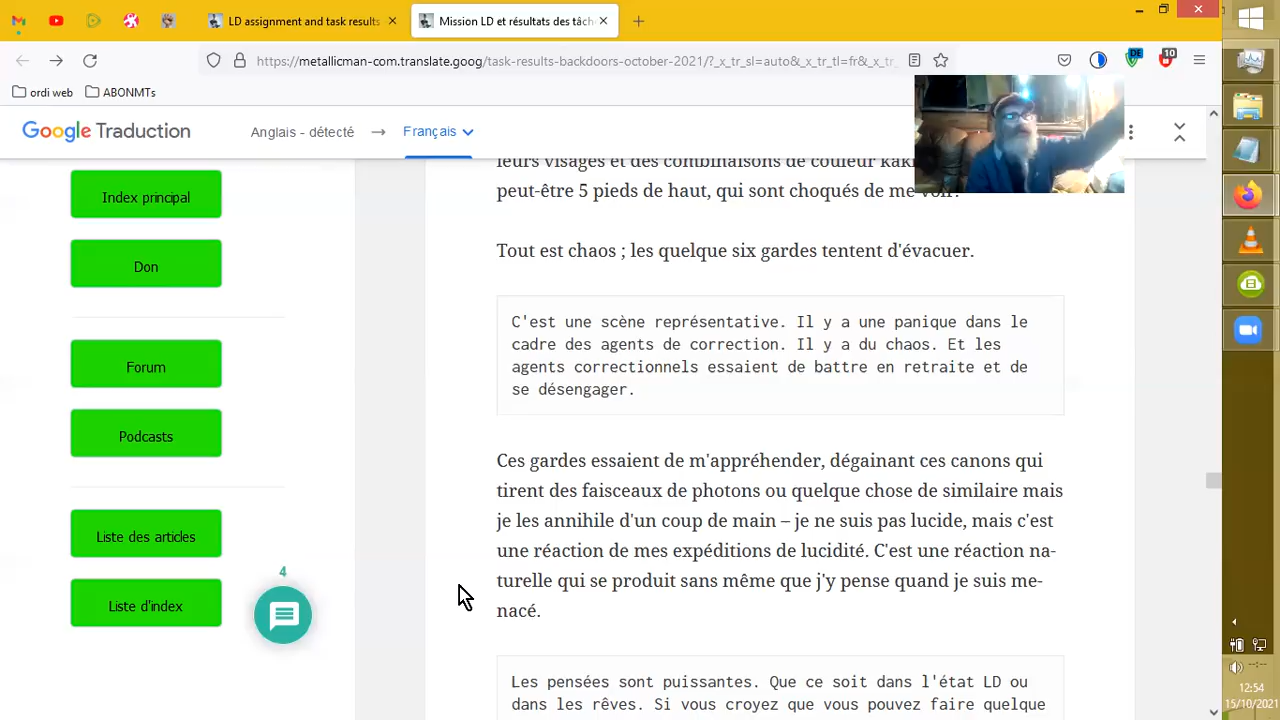 LD assignment and task results
Mission LD et résultats des tâch
https://metallicman-com.translate.goog/task-
ckdoors-october-2021/?_x_tr_sl=auto&_x_tr_tl=fr&_x_
DE
10
ordi web
ABONMTs
Google Traduction
Anglais - détecté
Français
leurs visages et des combinaisons de couleur
peut-être 5 pieds de haut, qui sont choqués de me voir.
Tout est chaos ; les quelque six gardes tentent d'évacuer.
C'est une scène représentative. Il y a une panique dans le
cadre des agents de correction. Il y a du chaos. Et les
agents correctionnels essaient de battre en retraite et de
se désengager.
Ces gardes essaient de m'appréhender, dégainant ces canons qui
tirent des faisceaux de photons ou quelque chose de similaire mais
je les annihile d'un coup de main – je ne suis pas lucide, mais c'est
une réaction de mes expéditions de lucidité. C'est une réaction na-
turelle qui se produit sans même que j'y pense quand je suis me-
nacé.
Les pensées sont puissantes. Que ce soit dans l'état LD ou
dans les rêves. Si vous croyez que vous pouvez faire quelque
Index principal
Don
Forum
Podcasts
Liste des articles
Liste d'index
4
12:54
15/10/2021